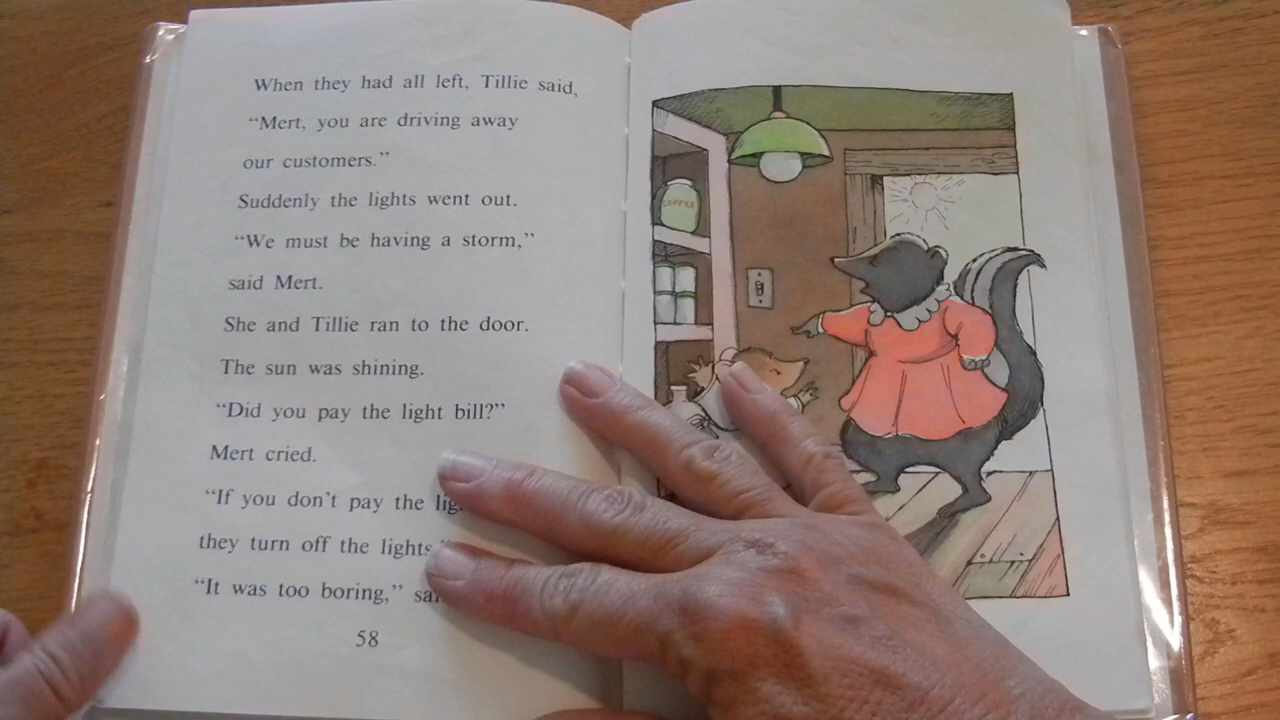 When they had all left, Tillie said,
“Mert, you are driving away
our customers.”
Suddenly the lights went out.
“We must be having a storm,”
said Mert.
She and Tillie ran to the door.
The sun was shining.
“Did you pay the light bill?”
Mert cried.
“If you don’t pay the
they turn off the lights
“It was too boring,”
58
COFFEE